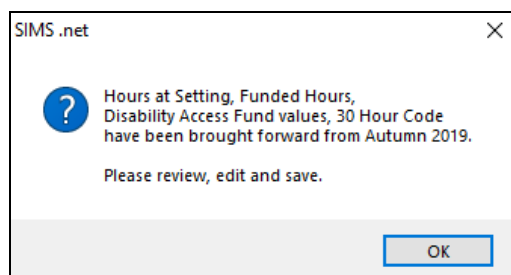 SIMS .net
Hours at Setting, Funded Hours,
Disability Access Fund values, 30 Hour Code
have been brought forward from Autumn 2019.
Please review, edit and save.
OK